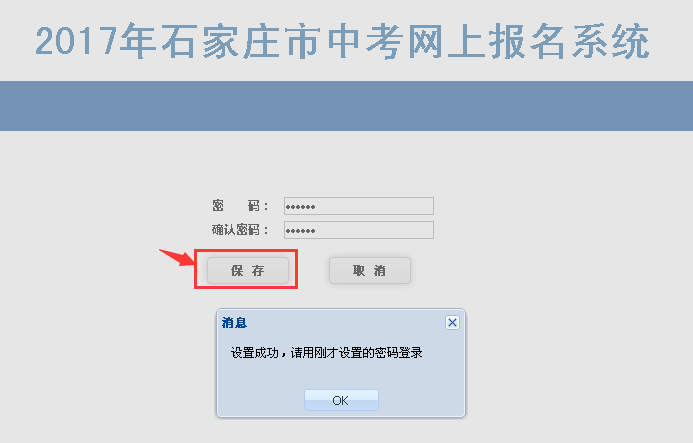 2017年石家庄市中考网上报名系统
密 码：
••••••
确认密码：
••••••
保 存
取 消
消息
设置成功，请用刚才设置的密码登录
OK